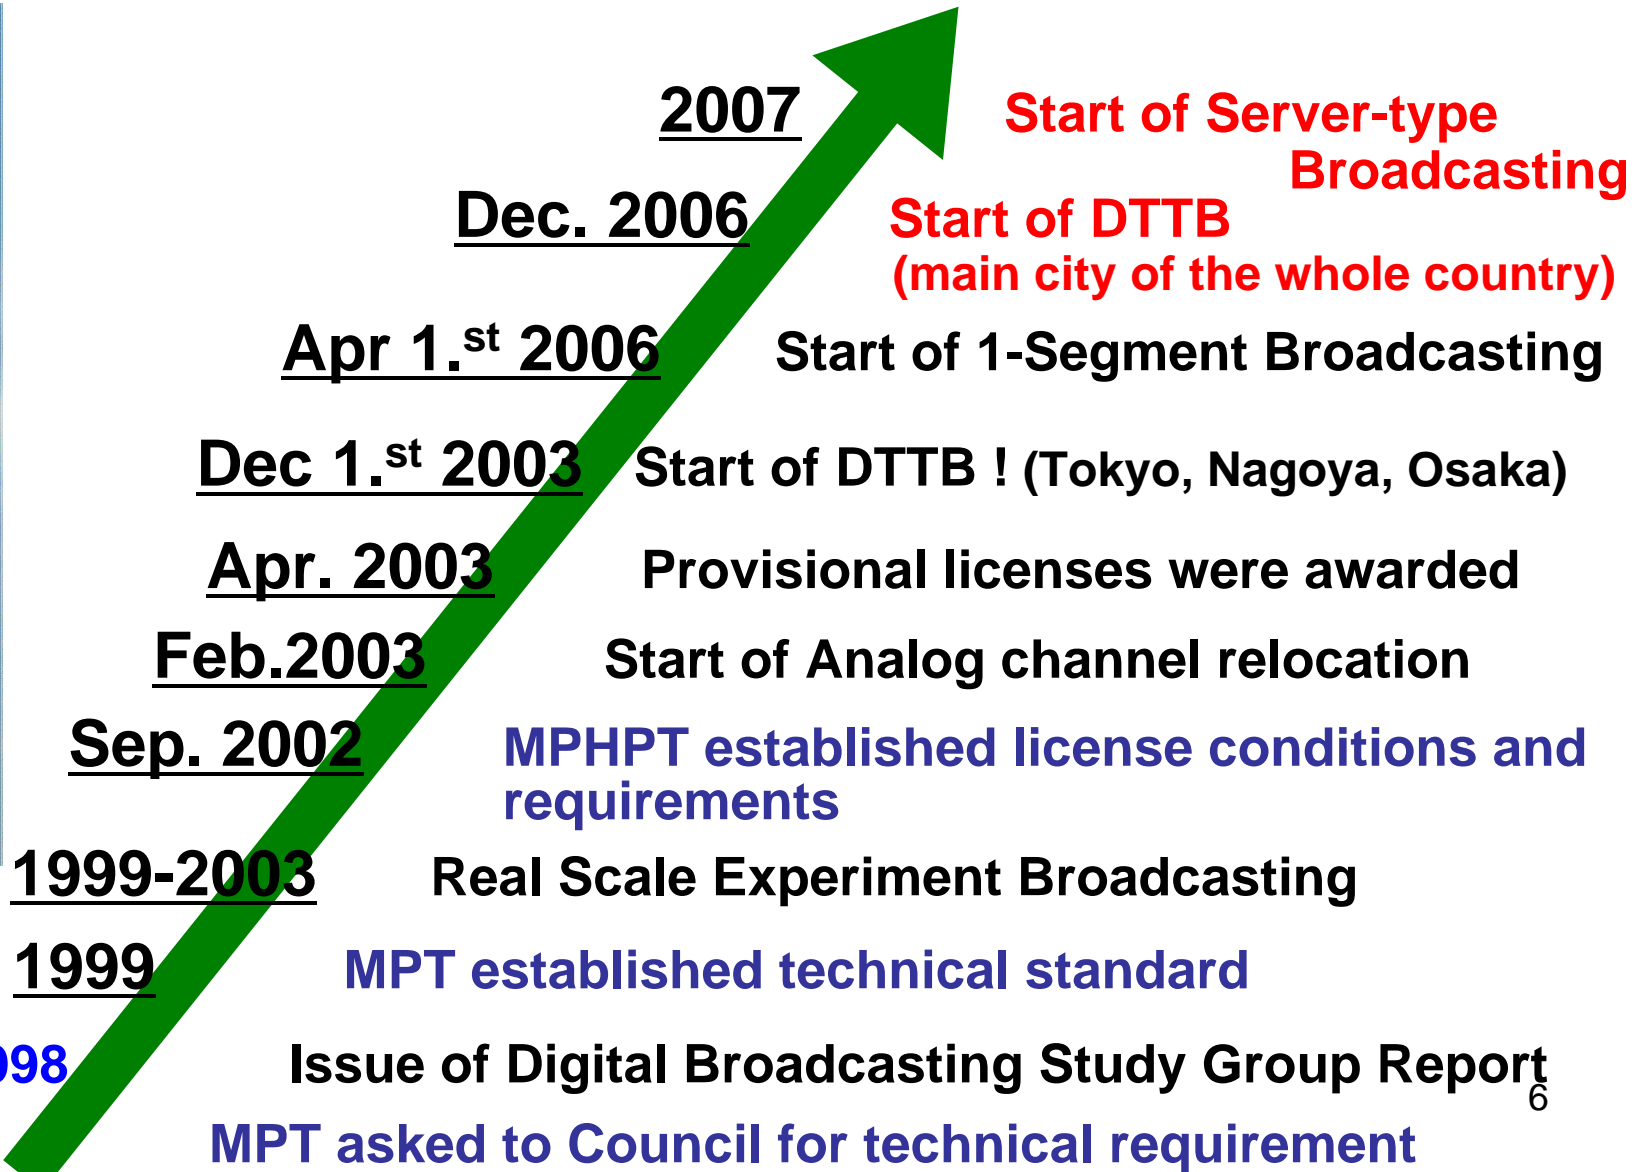 2007 Start of Server-type
Broadcasting
Dec. 2006 Start of DTTB
(main city of the whole country)
Apr 1.st 2006 Start of 1-Segment Broadcasting
Dec 1.st 2003 Start of DTTB ! (Tokyo, Nagoya, Osaka)
Apr. 2003 Provisional licenses were awarded
Feb.2003 Start of Analog channel relocation
Sep. 2002 MPHPT established license conditions and
requirements
1999-2003 Real Scale Experiment Broadcasting
1999 MPT established technical standard
98 Issue of Digital Broadcasting Study Group Report
6
MPT asked to Council for technical requirement